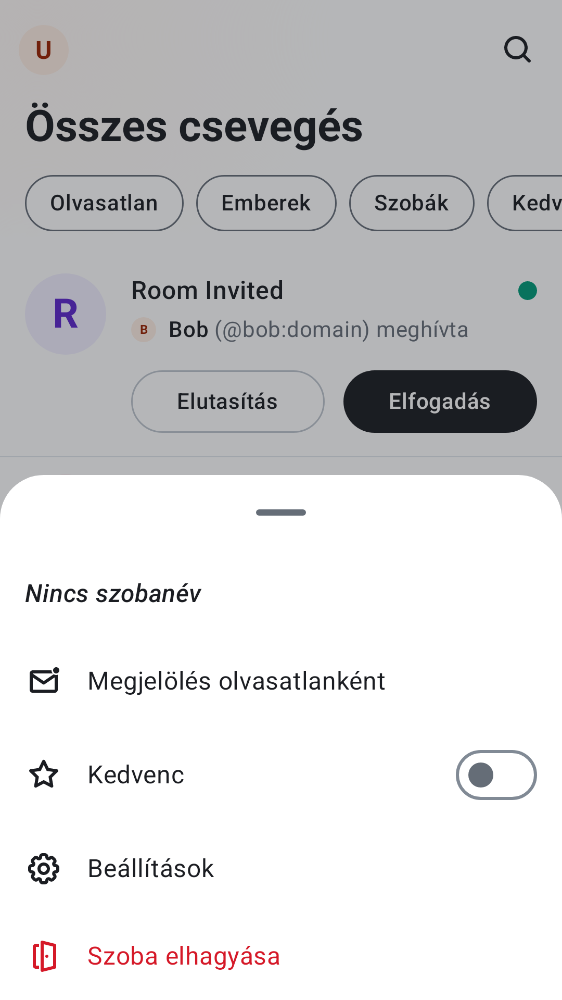 U
Összes csevegés
Olvasatlan Emberek Szobák Kedv
R
Room Invited
B Bob (@bob:domain) meghívta
Elutasítás Elfogadás
Nincs szobanév
Megjelölés olvasatlanként
Kedvenc
Beállítások
Szoba elhagyása